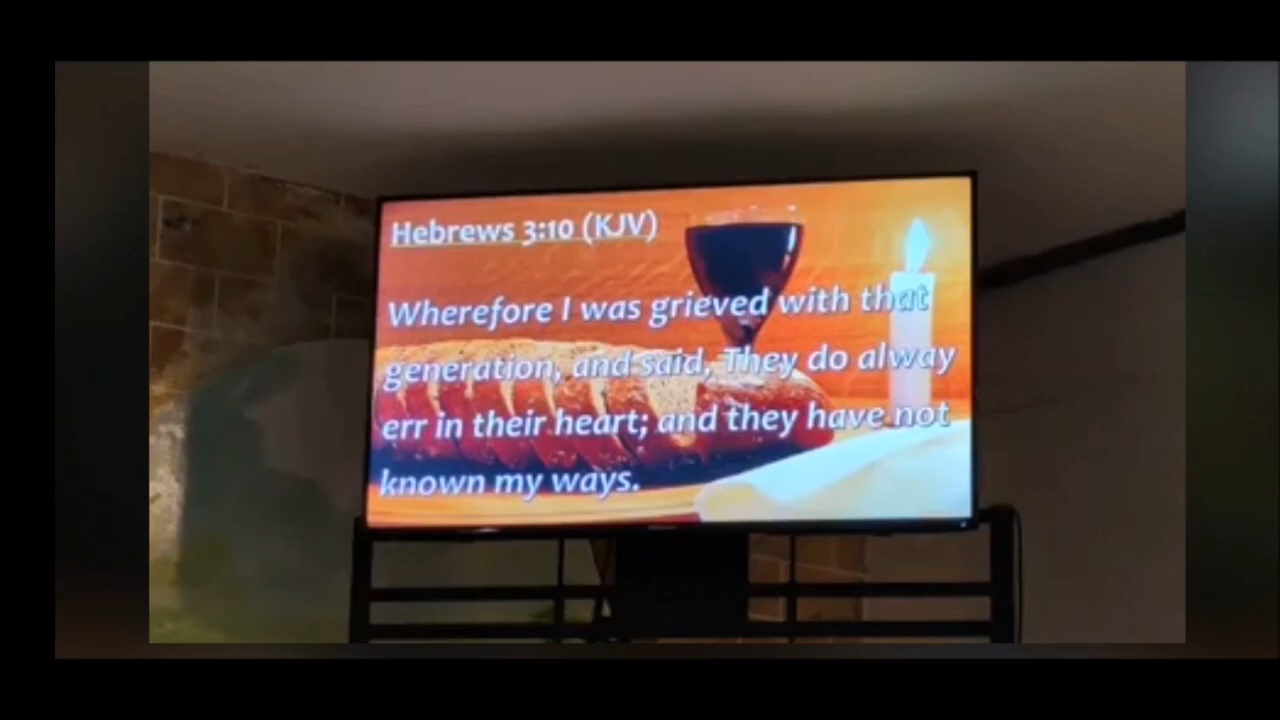 Hebrews 3:10 (KJV)
Wherefore I was grieved with that
generation, and said, They do alway
err in their heart; and they have not
known my ways.